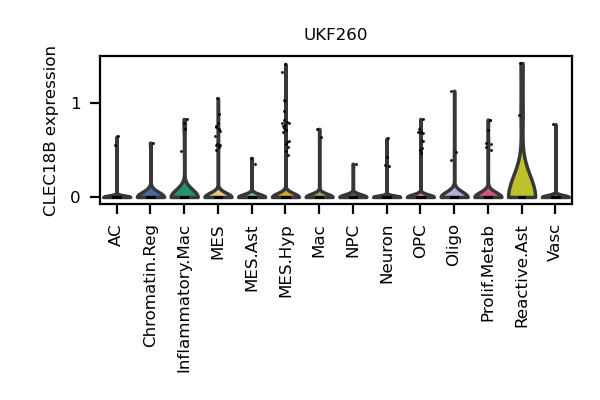 UKF260
CLEC18B expression
1
0
AC
Chromatin.Reg
Inflammatory.Mac
MES
MES.Ast
MES.Hyp
Mac
NPC
Neuron
OPC
Oligo
Prolif.Metab
Reactive.Ast
Vasc